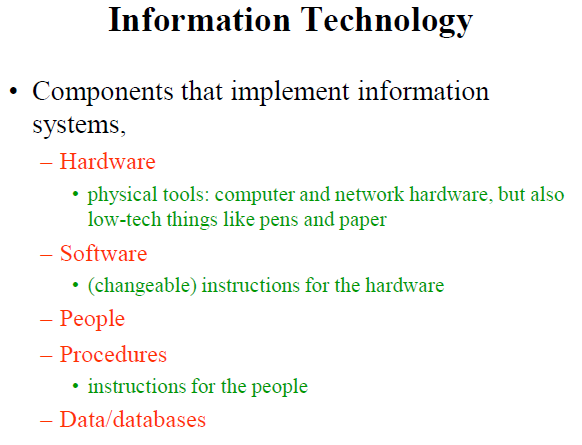 Information Technology
• Components that implement information
systems,
– Hardware
• physical tools: computer and network hardware, but also
low-tech things like pens and paper
– Software
• (changeable) instructions for the hardware
– People
– Procedures
• instructions for the people
– Data/databases